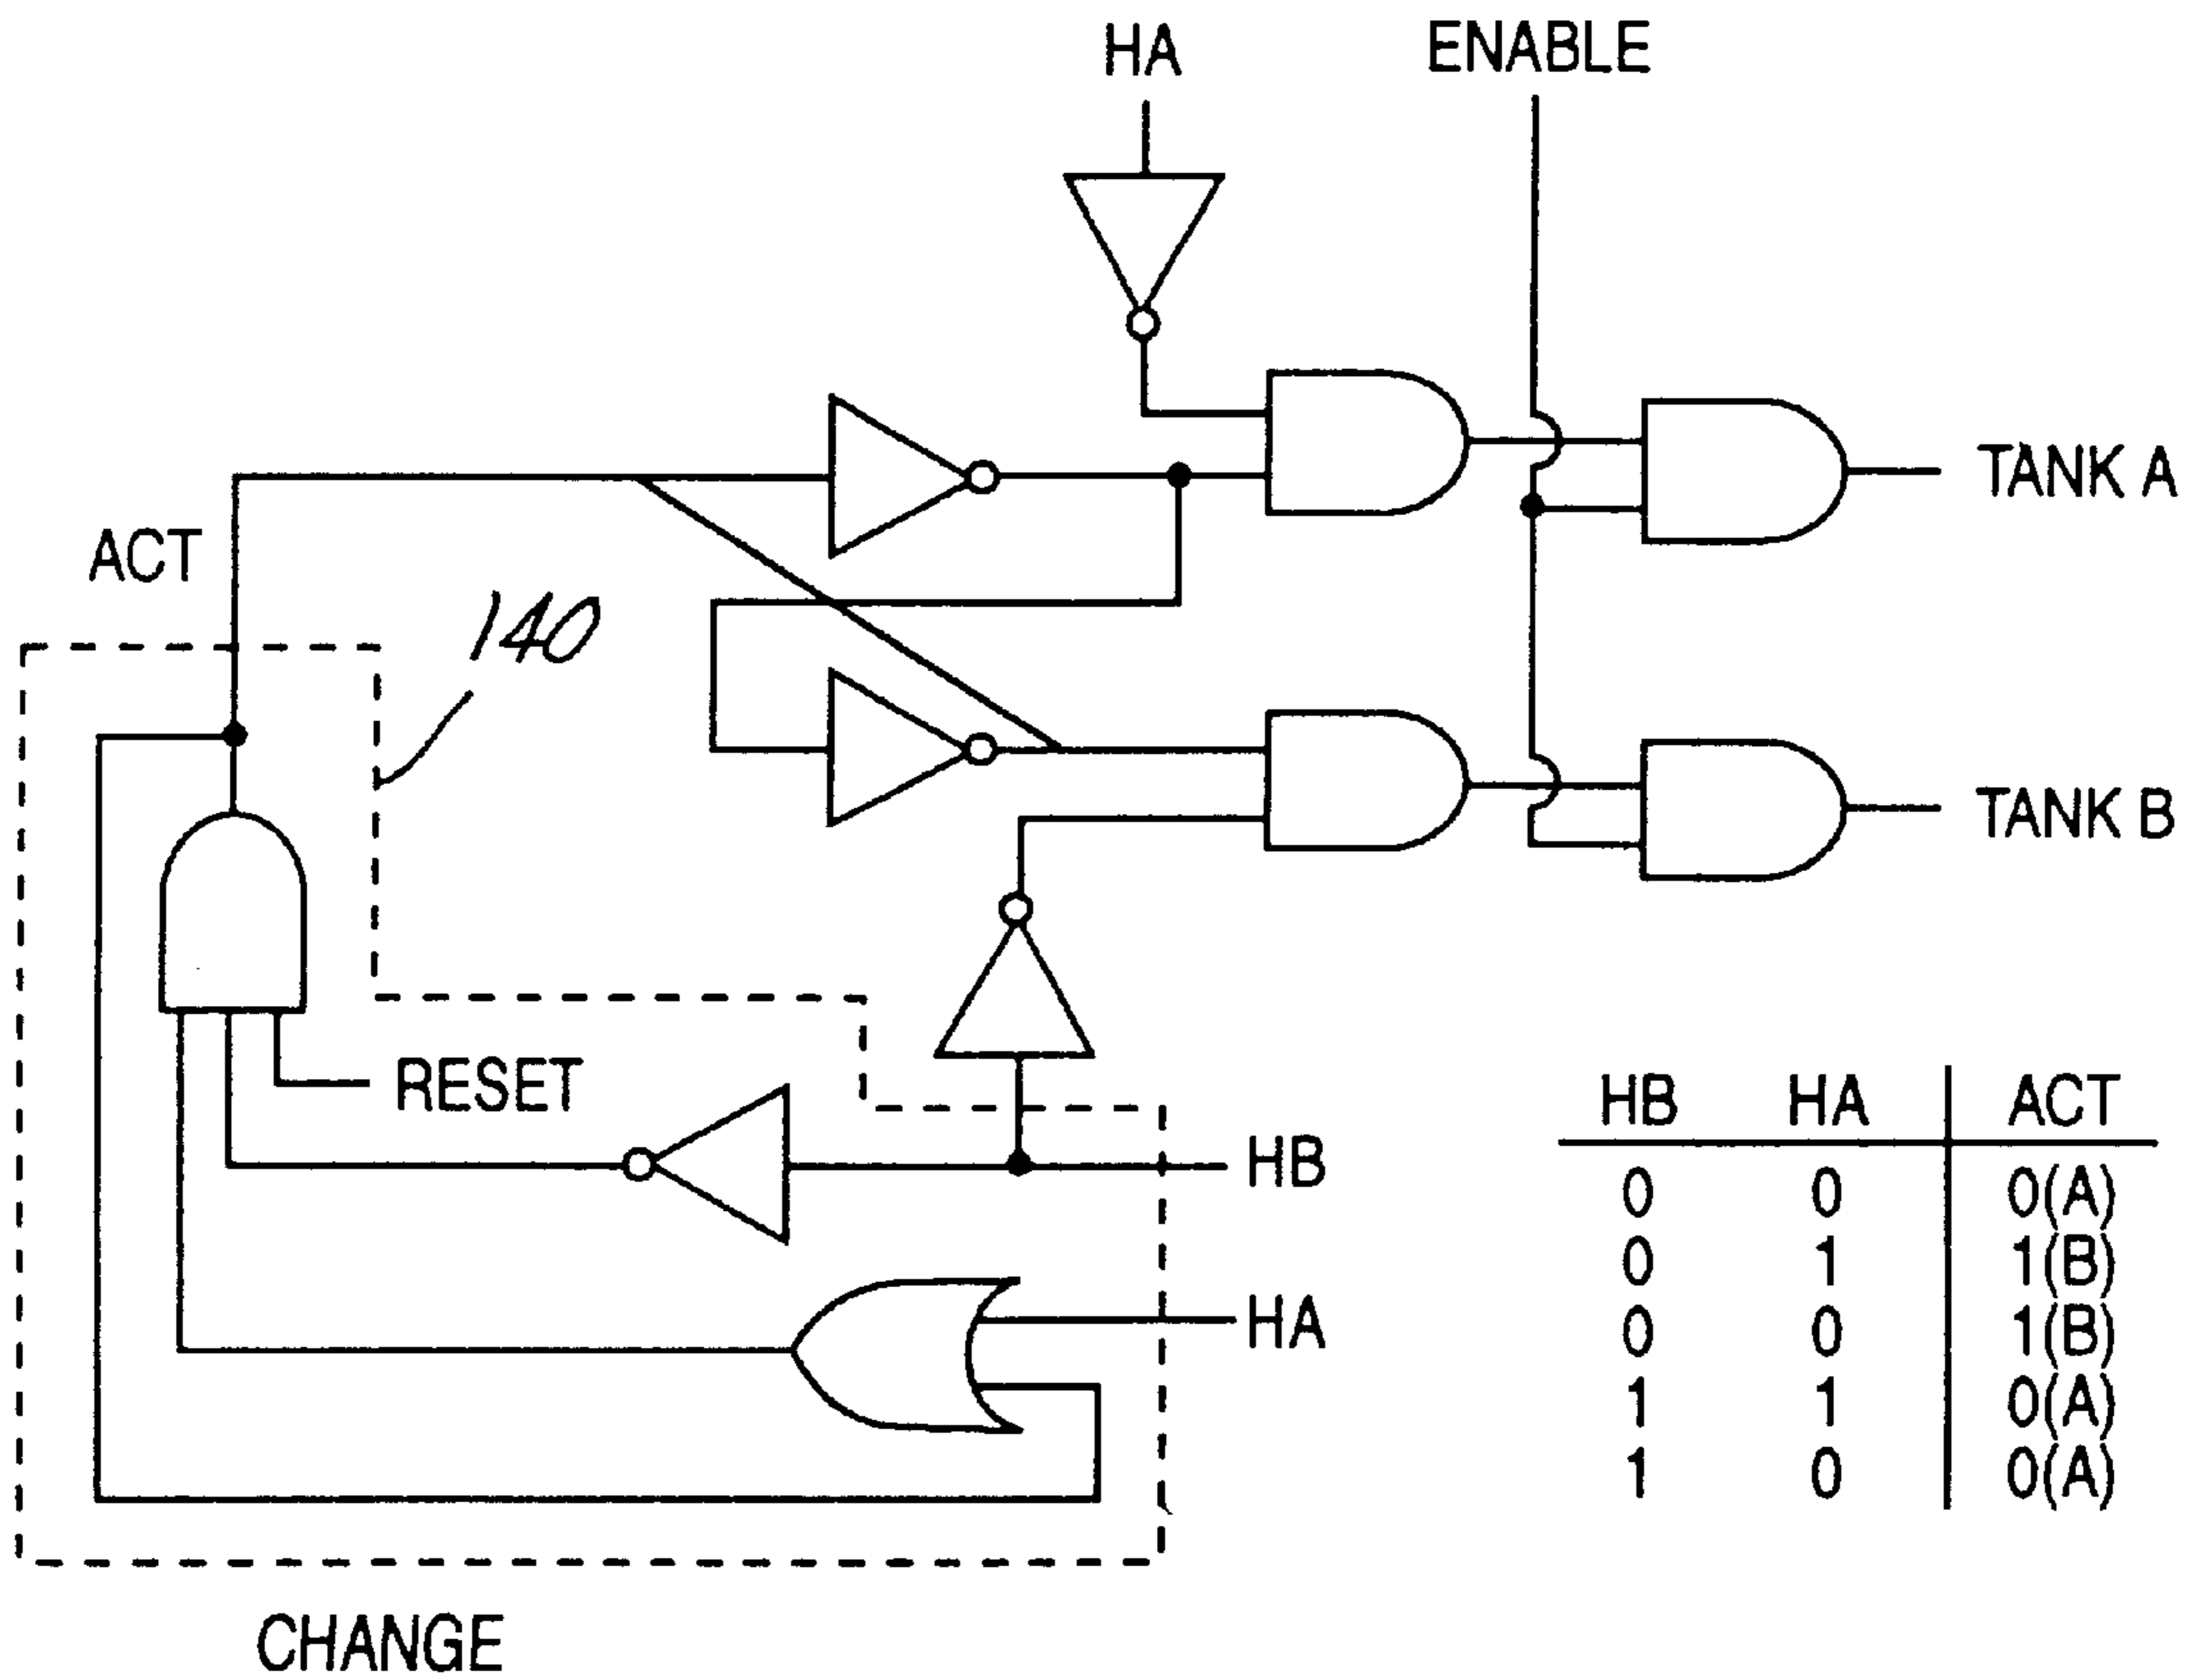 HA
ENABLE
TANK A
ACT
140
TANK B
RESET
HB HA ACT
HB
0 0 0(A)
0 1 1(B)
HA
0 0 1(B)
1 1 0(A)
1 0 0(A)
CHANGE